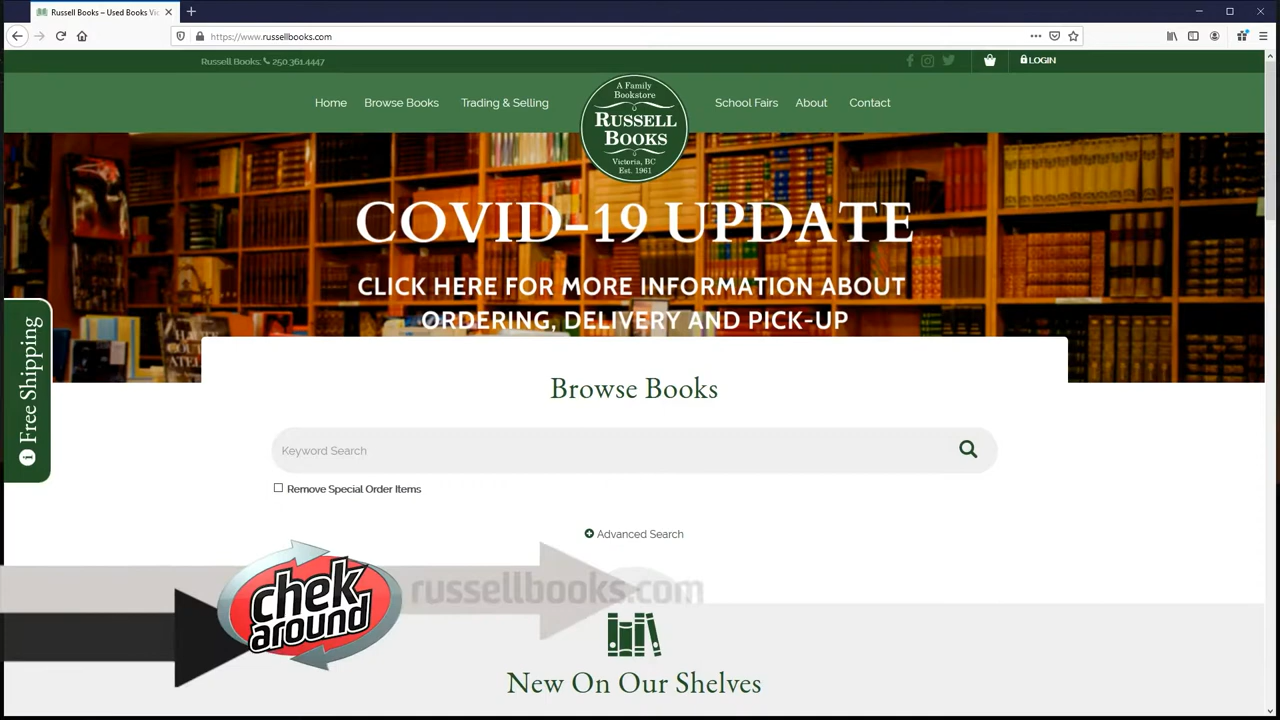 Russell Books – Used Books Vic
https://www.russellbooks.com
Russell Books: 250.361.4447
LOGIN
Home
Browse Books
Trading & Selling
A Family
Bookstore
RUSSELL
BOOKS
Victoria, BC
Est. 1961
School Fairs
About
Contact
COVID-19 UPDATE
CLICK HERE FOR MORE INFORMATION ABOUT
ORDERING, DELIVERY AND PICK-UP
Free Shipping
Browse Books
Keyword Search
Remove Special Order Items
Advanced Search
chek
around
russellbooks.com
New On Our Shelves